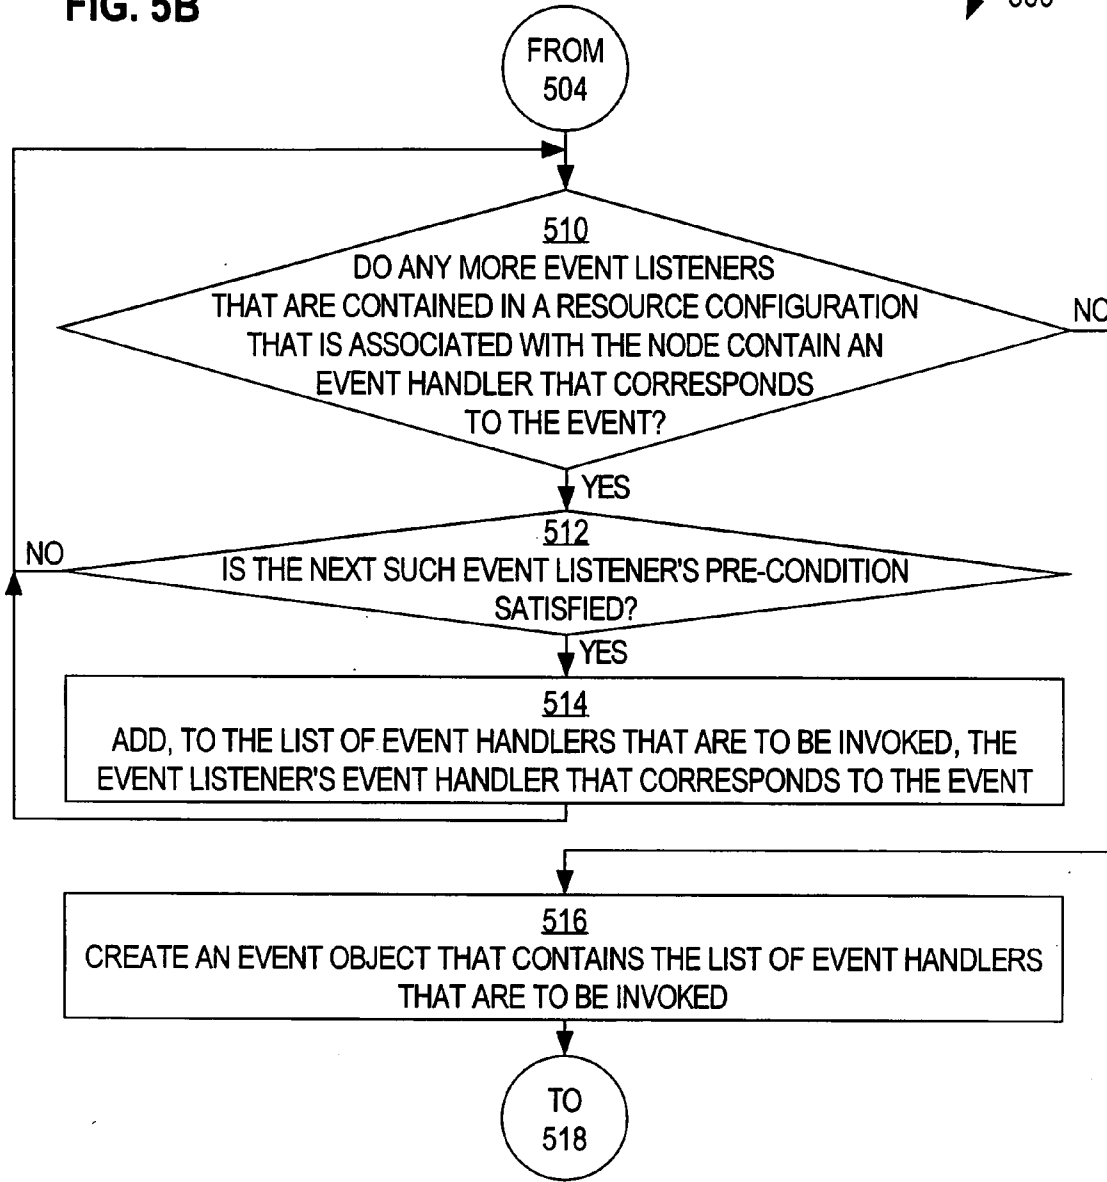 FIG. 5B
FROM
504
510
DO ANY MORE EVENT LISTENERS
THAT ARE CONTAINED IN A RESOURCE CONFIGURATION
THAT IS ASSOCIATED WITH THE NODE CONTAIN AN
EVENT HANDLER THAT CORRESPONDS
TO THE EVENT?
NO
YES
512
NO
IS THE NEXT SUCH EVENT LISTENER'S PRE-CONDITION
SATISFIED?
YES
514
ADD, TO THE LIST OF EVENT HANDLERS THAT ARE TO BE INVOKED, THE
EVENT LISTENER'S EVENT HANDLER THAT CORRESPONDS TO THE EVENT
516
CREATE AN EVENT OBJECT THAT CONTAINS THE LIST OF EVENT HANDLERS
THAT ARE TO BE INVOKED
TO
518